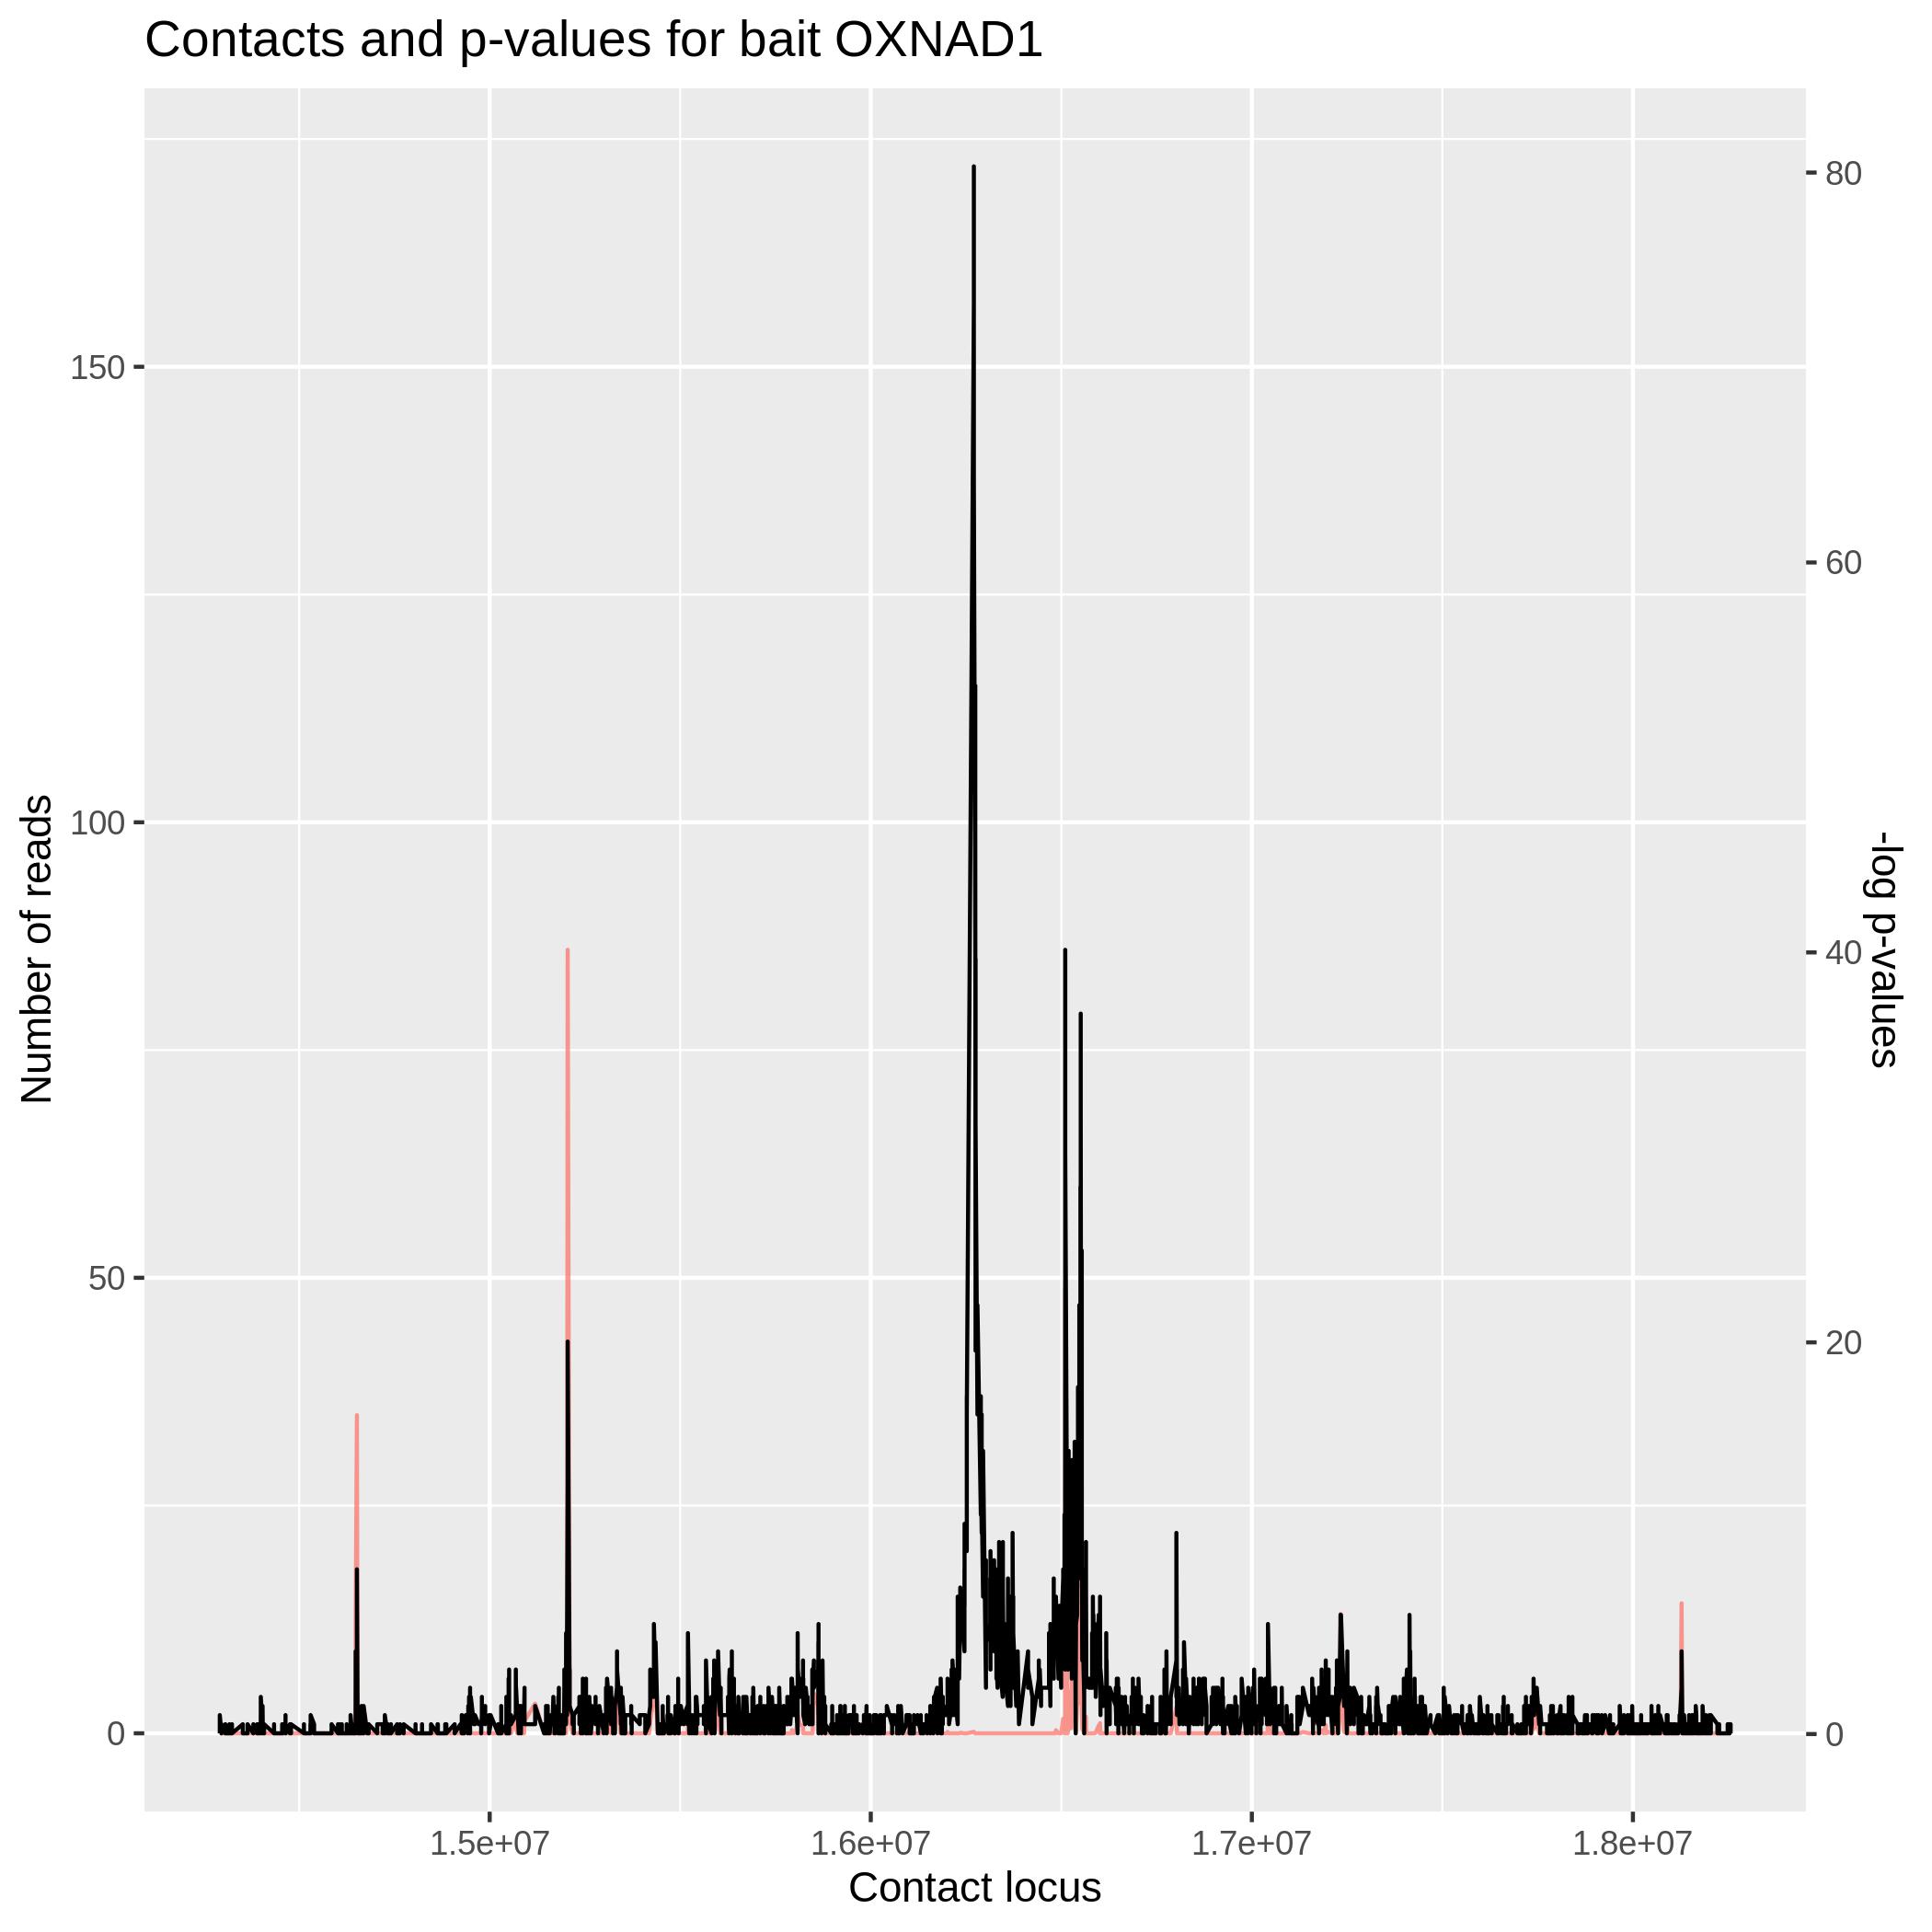 Contacts and p-values for bait OXNAD1
Number of reads
150
100
50
0
80
60
40
20
0
-log p-values
1.5e+07 1.6e+07 1.7e+07 1.8e+07
Contact locus